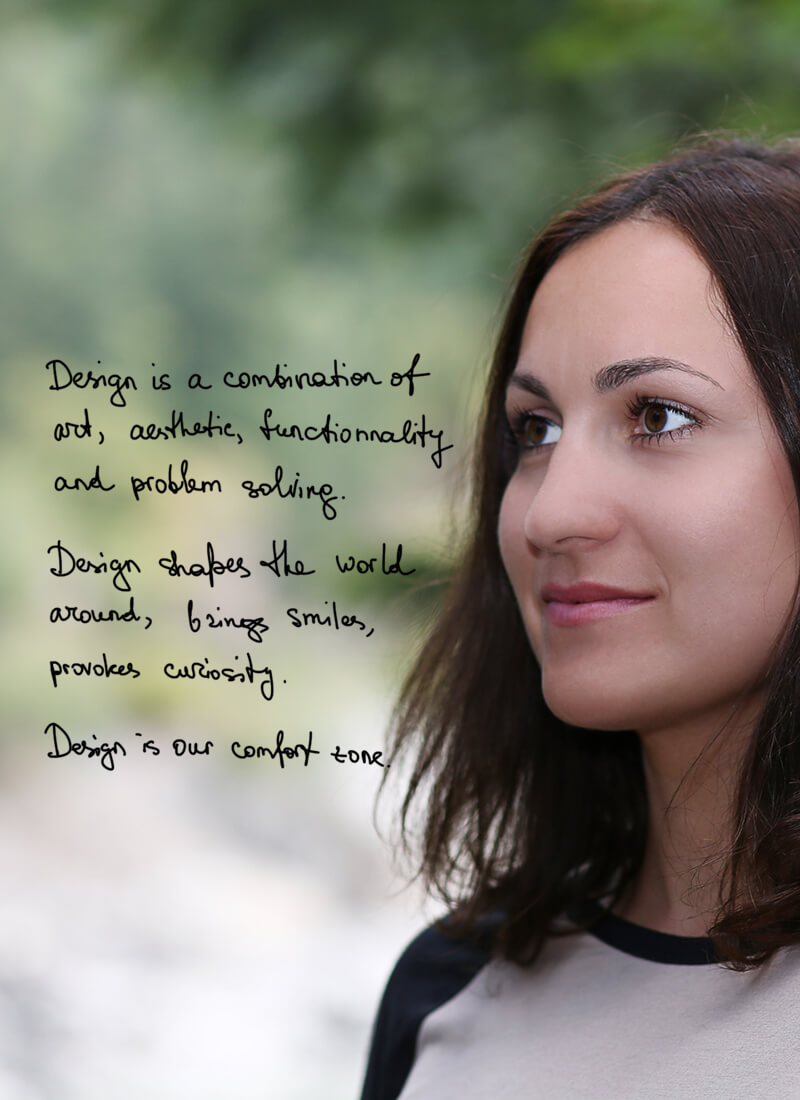 Design is a combination of
art, aesthetic, functionnality
and problem solving.
Design shapes the world
around, brings smiles,
provokes curiosity.
Design is our comfort zone.